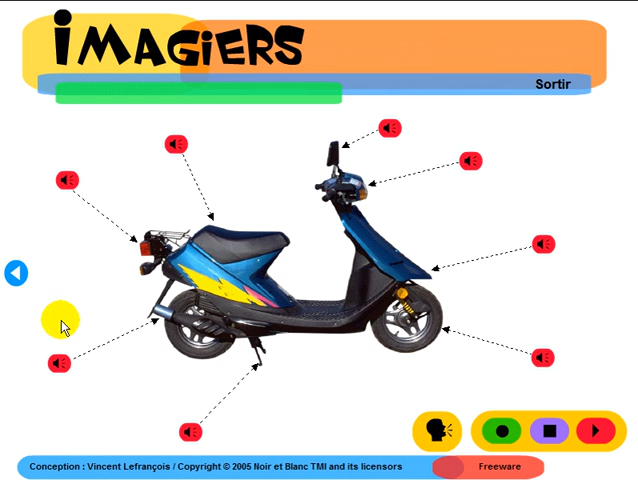 iMAGiERS
Sortir
Conception : Vincent Lefrançois / Copyright © 2005 Noir et Blanc TMI and its licensors
Freeware